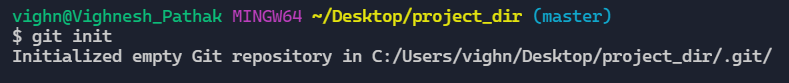 vighn@Vighnesh_Pathak MINGW64 ~/Desktop/project_dir (master)
$ git init
Initialized empty Git repository in C:/Users/vighn/Desktop/project_dir/.git/